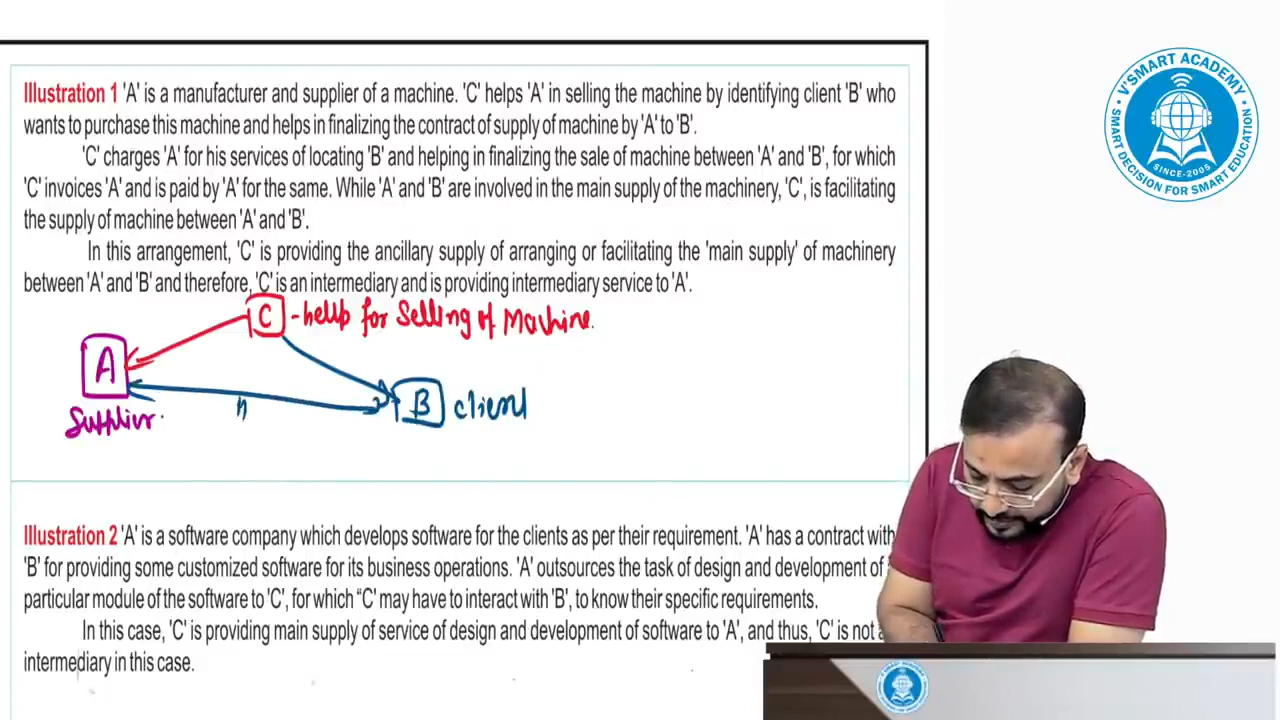 Illustration 1 'A' is a manufacturer and supplier of a machine. 'C' helps 'A' in selling the machine by identifying client 'B' who
wants to purchase this machine and helps in finalizing the contract of supply of machine by 'A' to 'B'.
'C' charges 'A' for his services of locating 'B' and helping in finalizing the sale of machine between 'A' and 'B', for which
'C' invoices 'A' and is paid by 'A' for the same. While 'A' and 'B' are involved in the main supply of the machinery, 'C', is facilitating
the supply of machine between 'A' and 'B'.
In this arrangement, 'C' is providing the ancillary supply of arranging or facilitating the 'main supply' of machinery
between 'A' and 'B' and therefore, 'C' is an intermediary and is providing intermediary service to 'A'.
C - help for Selling of Machine.
A
B client
Supplier.
Illustration 2 'A' is a software company which develops software for the clients as per their requirement. 'A' has a contract with
'B' for providing some customized software for its business operations. 'A' outsources the task of design and development of
particular module of the software to 'C', for which “C' may have to interact with 'B', to know their specific requirements.
In this case, 'C' is providing main supply of service of design and development of software to 'A', and thus, 'C' is not
intermediary in this case.
V'SMART ACADEMY
SINCE-2005
SMART DECISION FOR SMART EDUCATION